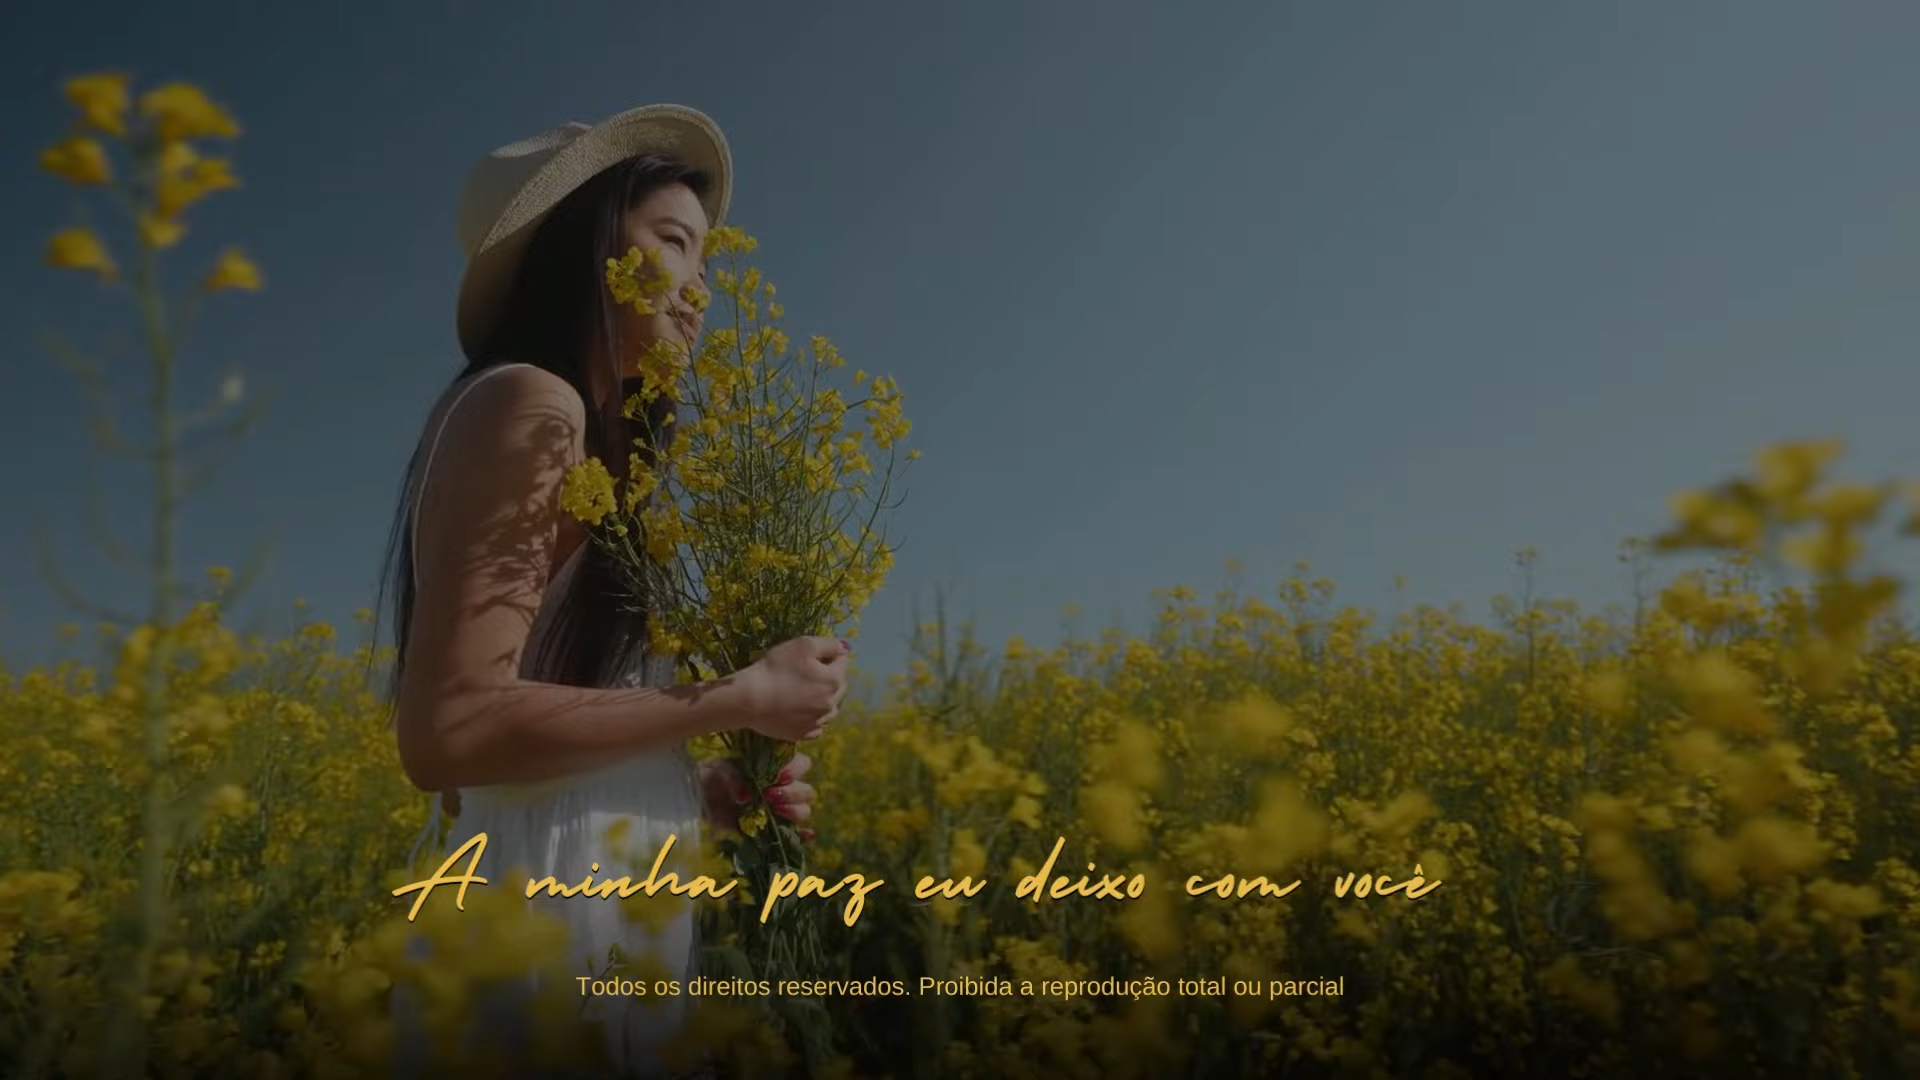 A minha paz eu deixo com você
Todos os direitos reservados. Proibida a reprodução total ou parcial